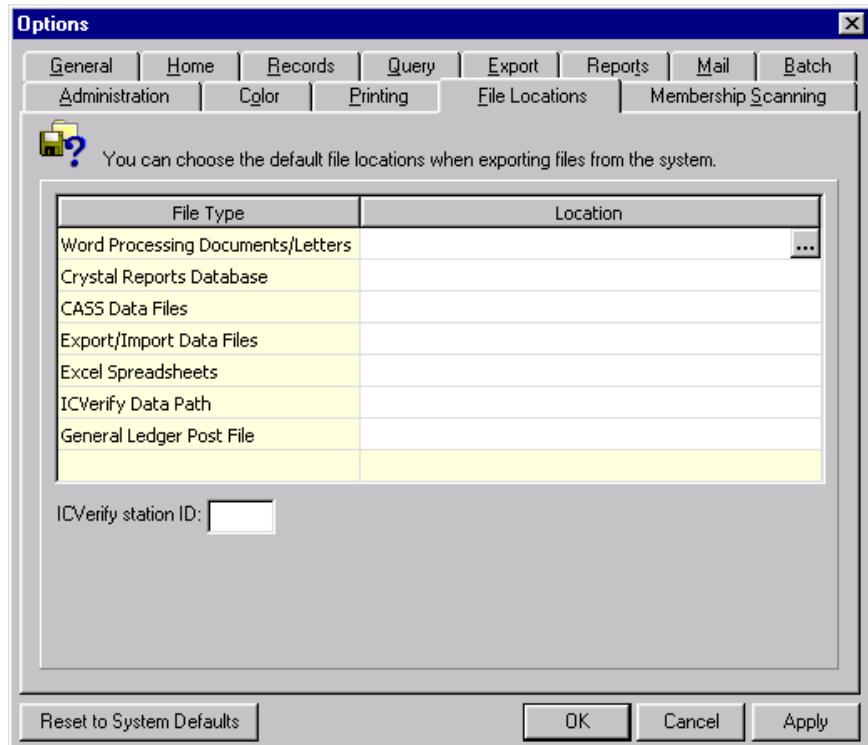 Options
General Home Records Query Export Reports Mail Batch
Administration Color Printing File Locations Membership Scanning
You can choose the default file locations when exporting files from the system.
File Type Location
Word Processing Documents/Letters ...
Crystal Reports Database
CASS Data Files
Export/Import Data Files
Excel Spreadsheets
ICVerify Data Path
General Ledger Post File
ICVerify station ID:
Reset to System Defaults OK Cancel Apply